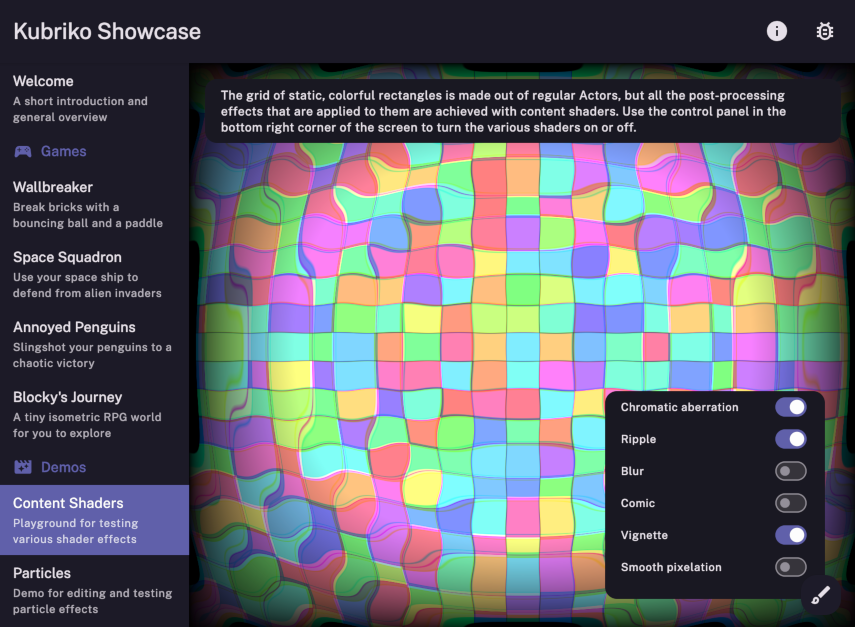 Kubriko Showcase
Welcome
A short introduction and
general overview
Games
Wallbreaker
Break bricks with a
bouncing ball and a paddle
Space Squadron
Use your space ship to
defend from alien invaders
Annoyed Penguins
Slingshot your penguins to a
chaotic victory
Blocky's Journey
A tiny isometric RPG world
for you to explore
Demos
Content Shaders
Playground for testing
various shader effects
Particles
Demo for editing and testing
particle effects
The grid of static, colorful rectangles is made out of regular Actors, but all the post-processing
effects that are applied to them are achieved with content shaders. Use the control panel in the
bottom right corner of the screen to turn the various shaders on or off.
Chromatic aberration
Ripple
Blur
Comic
Vignette
Smooth pixelation